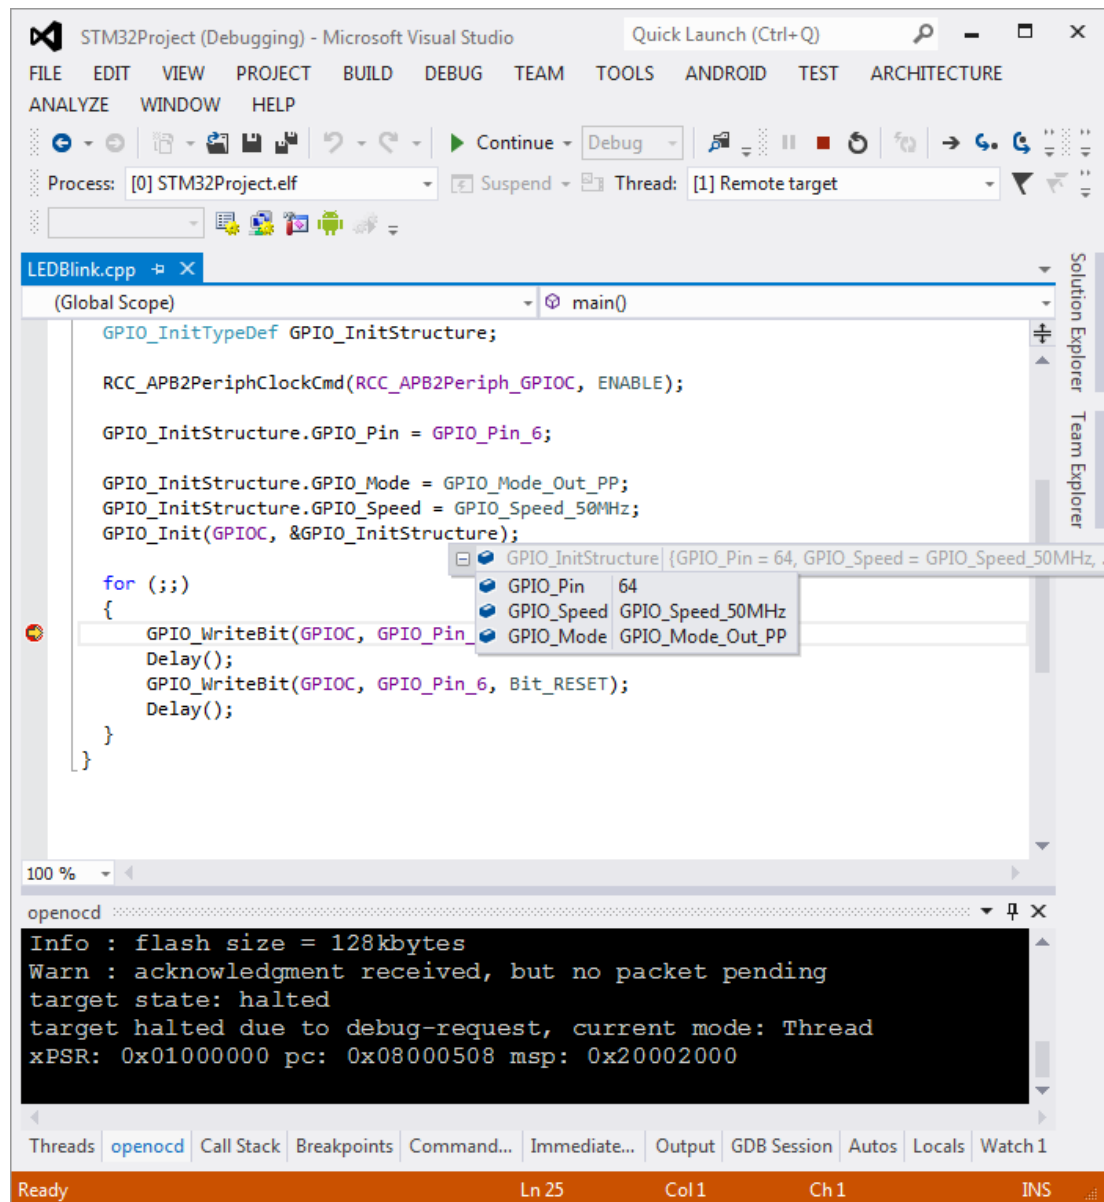 STM32Project (Debugging) - Microsoft Visual Studio
Quick Launch (Ctrl+Q)
FILE EDIT VIEW PROJECT BUILD DEBUG TEAM TOOLS ANDROID TEST ARCHITECTURE
ANALYZE WINDOW HELP
Continue Debug
Process: [0] STM32Project.elf Suspend Thread: [1] Remote target
LEDBlink.cpp
(Global Scope) main()
GPIO_InitTypeDef GPIO_InitStructure;
RCC_APB2PeriphClockCmd(RCC_APB2Periph_GPIOC, ENABLE);
GPIO_InitStructure.GPIO_Pin = GPIO_Pin_6;
GPIO_InitStructure.GPIO_Mode = GPIO_Mode_Out_PP;
GPIO_InitStructure.GPIO_Speed = GPIO_Speed_50MHz;
GPIO_Init(GPIOC, &GPIO_InitStructure);
GPIO_InitStructure {GPIO_Pin = 64, GPIO_Speed = GPIO_Speed_50MHz, .
GPIO_Pin 64
GPIO_Speed GPIO_Speed_50MHz
GPIO_Mode GPIO_Mode_Out_PP
for (;;)
{
GPIO_WriteBit(GPIOC, GPIO_Pin_
Delay();
GPIO_WriteBit(GPIOC, GPIO_Pin_6, Bit_RESET);
Delay();
}
}
100 %
Solution Explorer
Team Explorer
openocd
Info : flash size = 128kbytes
Warn : acknowledgment received, but no packet pending
target state: halted
target halted due to debug-request, current mode: Thread
xPSR: 0x01000000 pc: 0x08000508 msp: 0x20002000
Threads openocd Call Stack Breakpoints Command... Immediate... Output GDB Session Autos Locals Watch 1
Ready Ln 25 Col 1 Ch 1 INS